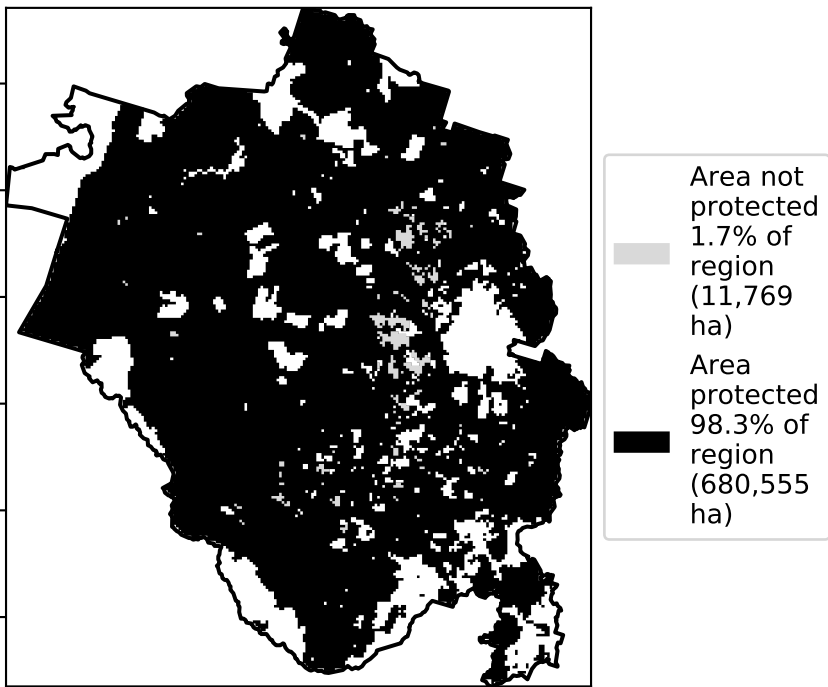 Area not
protected
1.7% of
region
(11,769
ha)
Area
protected
98.3% of
region
(680,555
ha)